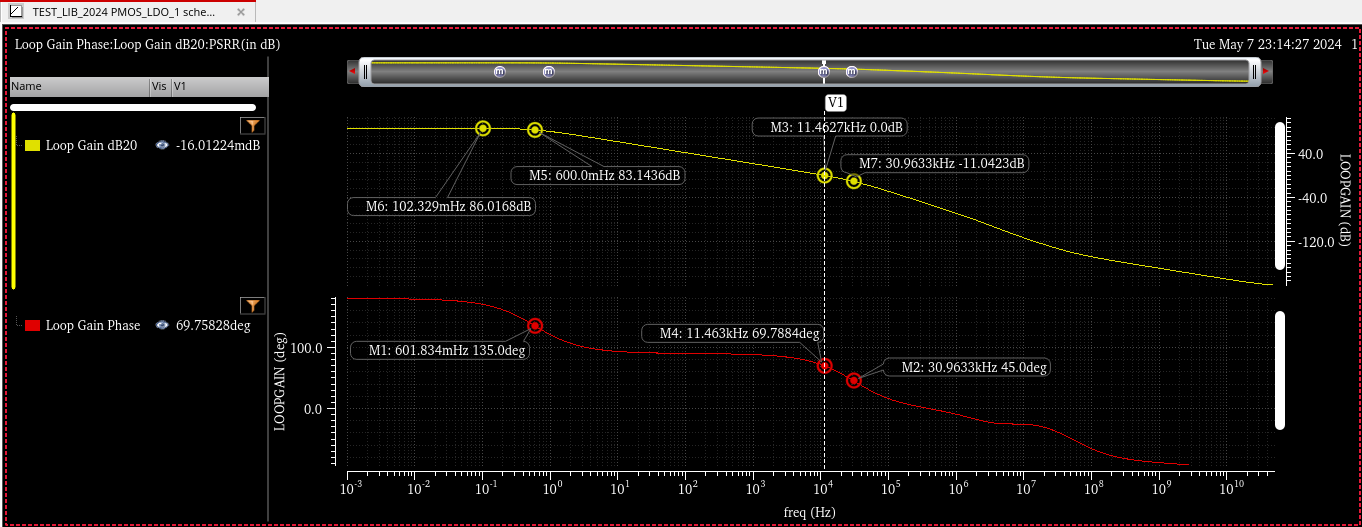 TEST_LIB_2024 PMOS_LDO_1 sche...
Loop Gain Phase:Loop Gain dB20:PSRR(in dB)
Tue May 7 23:14:27 2024 1
Name Vis V1
V1
Loop Gain dB20 -16.01224mdB
M3: 11.4627kHz 0.0dB
M7: 30.9633kHz -11.0423dB
M5: 600.0mHz 83.1436dB
M6: 102.329mHz 86.0168dB
40.0
-40.0
-120.0
LOOPGAIN (dB)
Loop Gain Phase 69.75828deg
M4: 11.463kHz 69.7884deg
M1: 601.834mHz 135.0deg
M2: 30.9633kHz 45.0deg
100.0
0.0
LOOPGAIN (deg)
10-3 10-2 10-1 100 101 102 103 104 105 106 107 108 109 1010
freq (Hz)